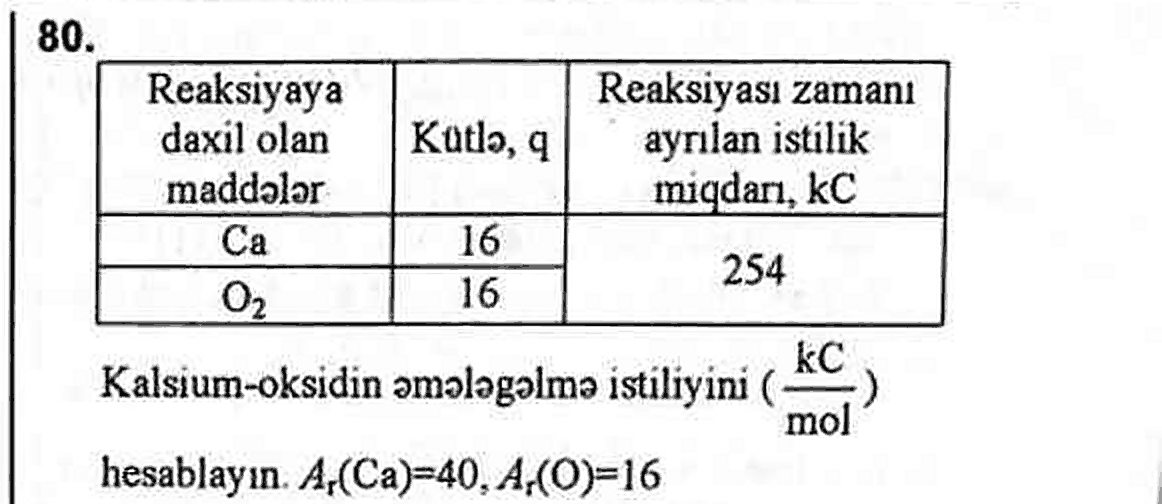 80.
Reaksiyaya daxil olan maddələr
Kütlə, q
Reaksiyası zamanı ayrılan istilik miqdarı, kC
Ca
16
254
O₂
16
Kalsium-oksidin əmələgəlmə istiliyini (kC/mol)
hesablayın. Aᵣ(Ca)=40, Aᵣ(O)=16